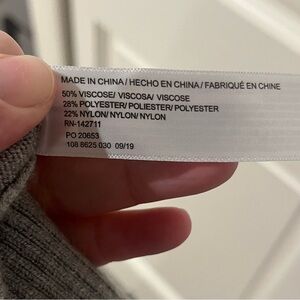 MADE IN CHINA / HECHO EN CHINA / FABRIQUÉ EN CHINE
50% VISCOSE/ VISCOSA/ VISCOSE
28% POLYESTER/ POLIESTER/ POLYESTER
22% NYLON/ NYLON/ NYLON
RN-142711
PO 20653
108 8625 030 09/19